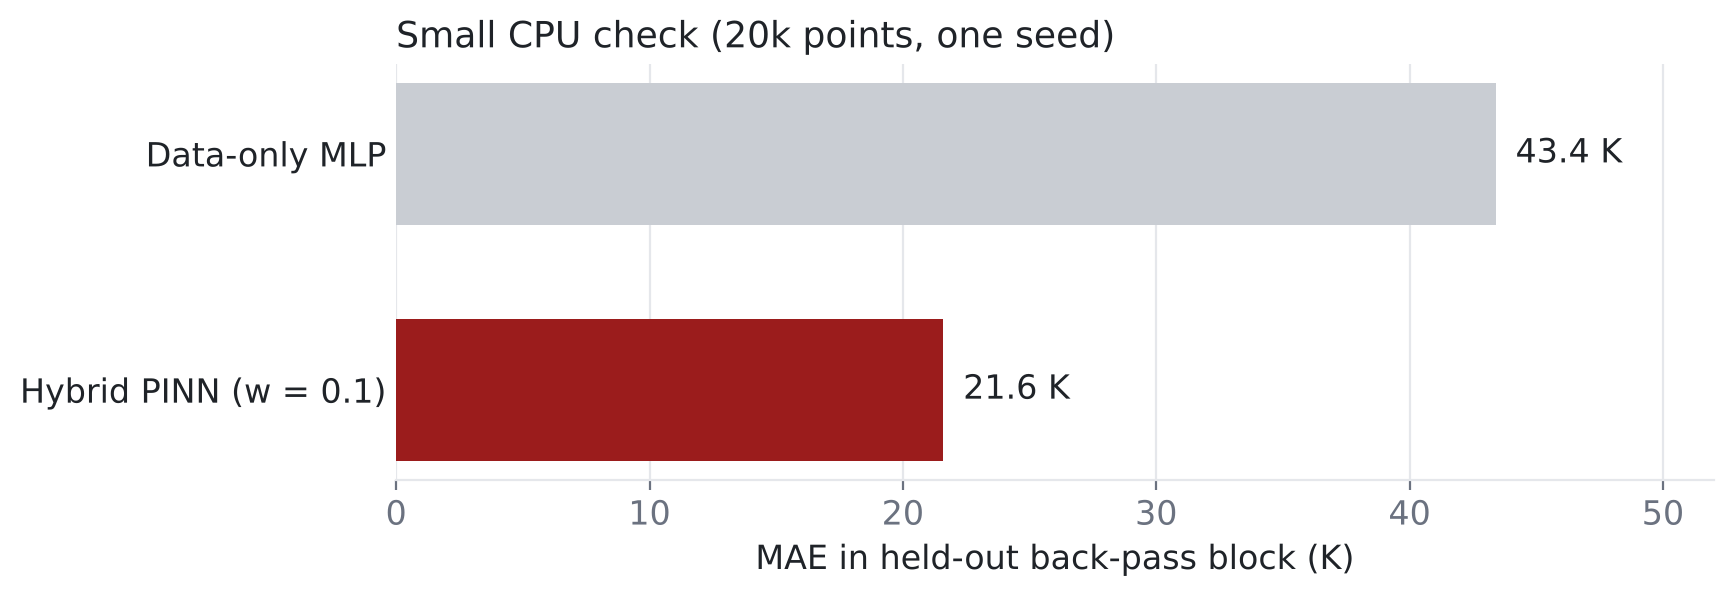 Small CPU check (20k points, one seed)
Data-only MLP
43.4 K
Hybrid PINN (w = 0.1)
21.6 K
0 10 20 30 40 50
MAE in held-out back-pass block (K)